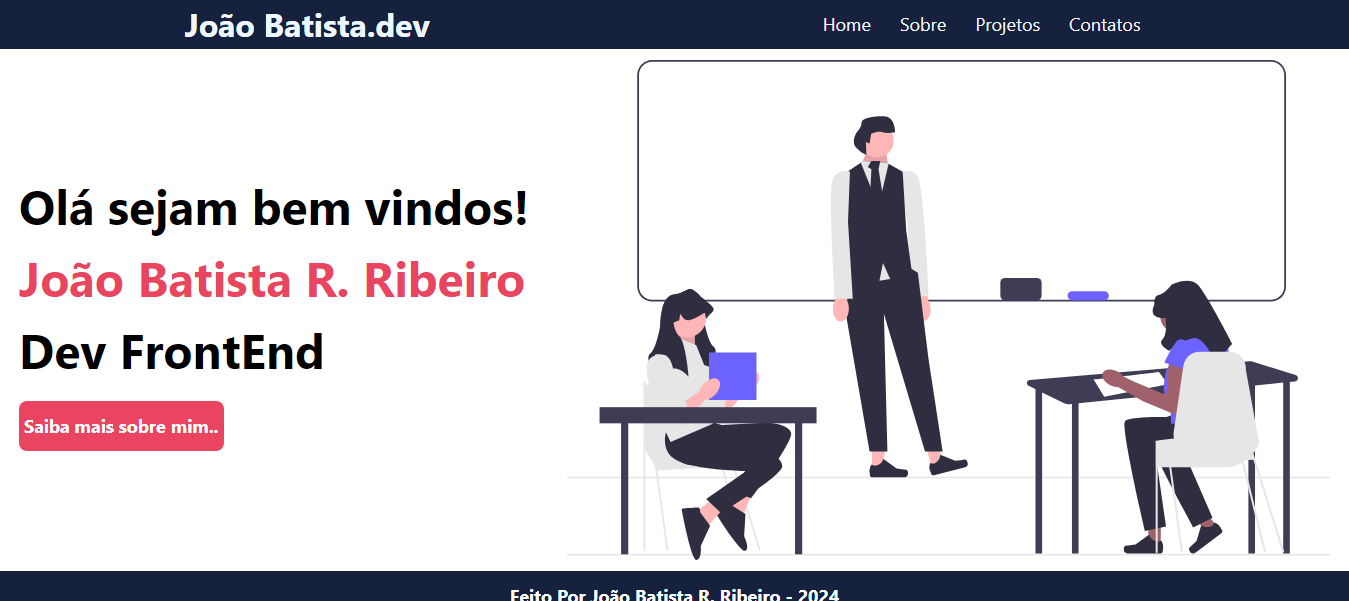 João Batista.dev
Home Sobre Projetos Contatos
Olá sejam bem vindos!
João Batista R. Ribeiro
Dev FrontEnd
Saiba mais sobre mim..
Feito Por João Batista R. Ribeiro - 2024